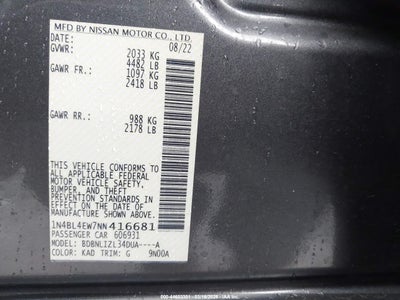 MFD BY NISSAN MOTOR CO., LTD.
DATE: 08/22
GVWR: 2033 KG
4482 LB
GAWR FR: 1097 KG
2418 LB
GAWR RR: 988 KG
2178 LB
THIS VEHICLE CONFORMS TO
ALL APPLICABLE FEDERAL
MOTOR VEHICLE SAFETY,
BUMPER, AND THEFT
PREVENTION STANDARDS IN
EFFECT ON THE DATE OF
MANUFACTURE SHOWN ABOVE.
1N4BL4EW7NN416681
PASSENGER CAR 606931
MODEL: BDBNLIZL34DUA----A
COLOR: KAD TRIM: G 9N00A